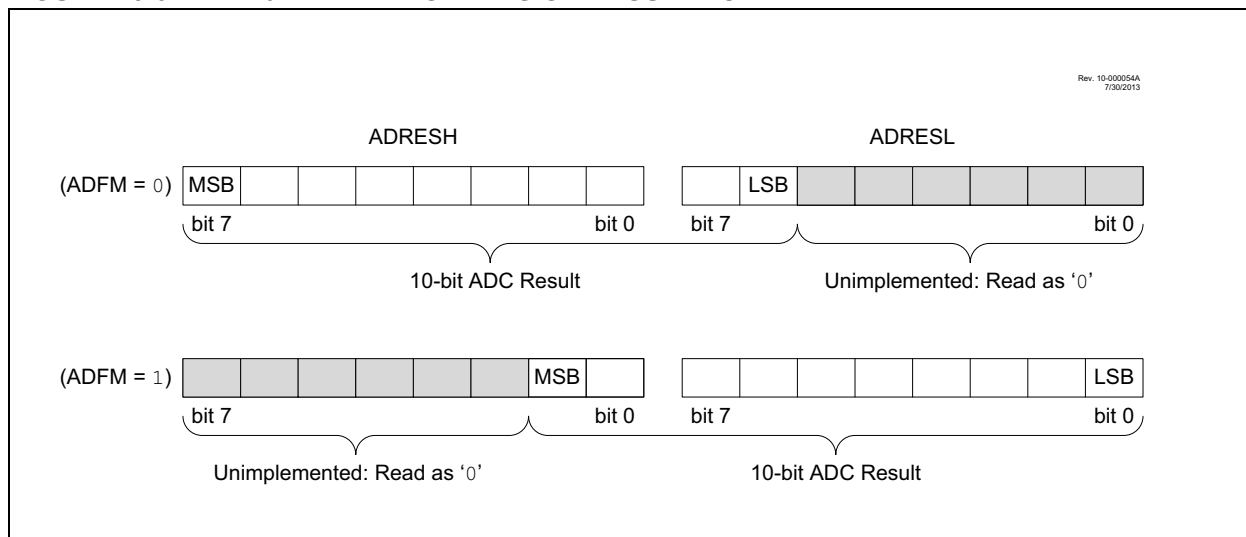 Rev. 10-000054A
7/30/2013
ADRESH ADRESL
(ADFM = 0) MSB LSB
bit 7 bit 0 bit 7 bit 0
10-bit ADC Result Unimplemented: Read as ‘0’
(ADFM = 1) MSB LSB
bit 7 bit 0 bit 7 bit 0
Unimplemented: Read as ‘0’ 10-bit ADC Result